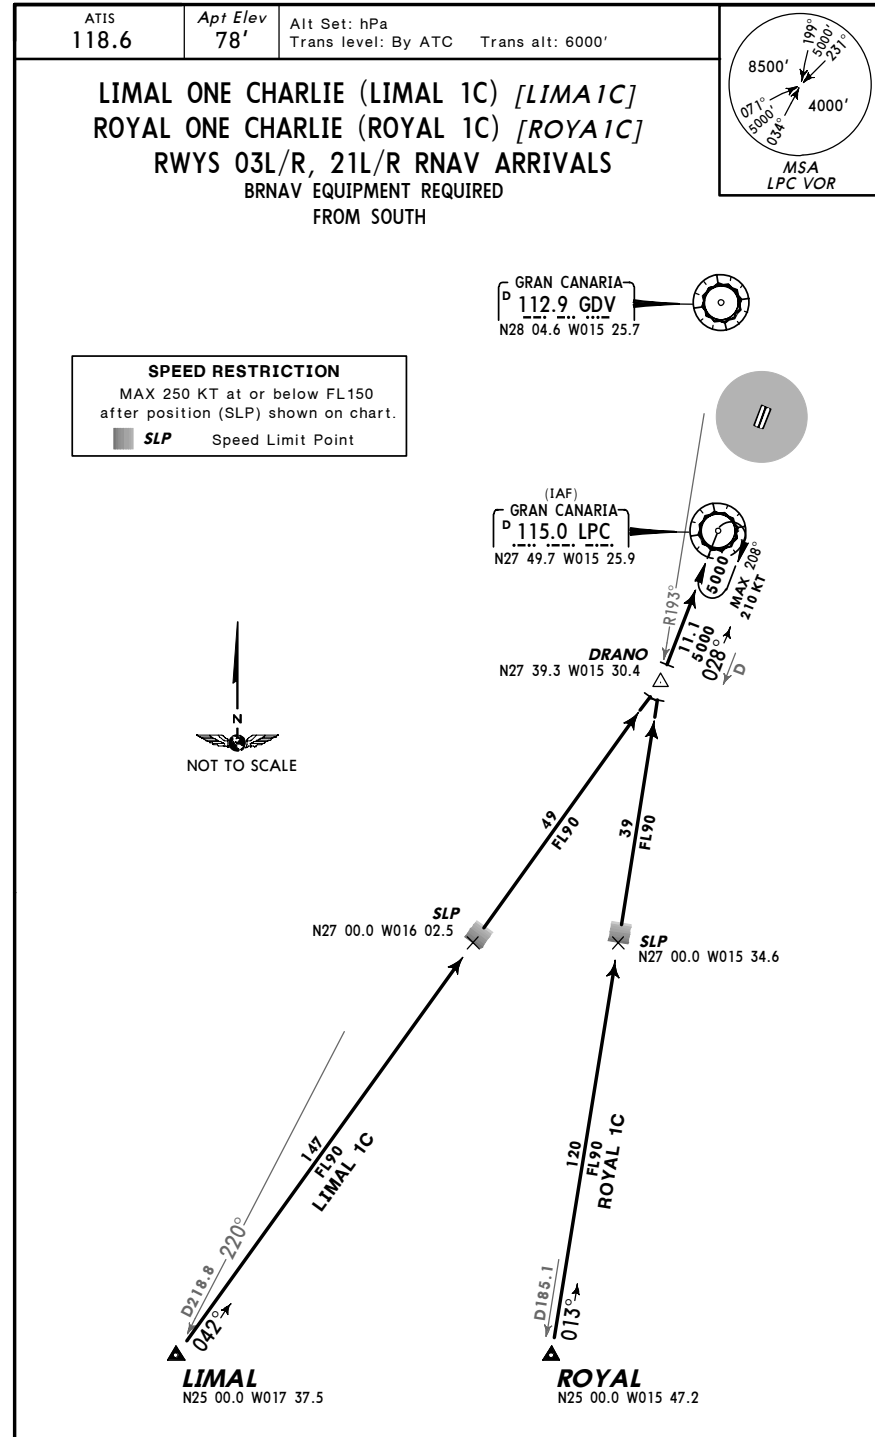 ATIS
118.6
Apt Elev
78'
Alt Set: hPa
Trans level: By ATC Trans alt: 6000'
199°
5000'
231°
8500'
4000'
071°
5000'
034°
MSA
LPC VOR
LIMAL ONE CHARLIE (LIMAL 1C) [LIMA1C]
ROYAL ONE CHARLIE (ROYAL 1C) [ROYA1C]
RWYS 03L/R, 21L/R RNAV ARRIVALS
BRNAV EQUIPMENT REQUIRED
FROM SOUTH
GRAN CANARIA
D 112.9 GDV
N28 04.6 W015 25.7
SPEED RESTRICTION
MAX 250 KT at or below FL150
after position (SLP) shown on chart.
SLP Speed Limit Point
(IAF)
GRAN CANARIA
D 115.0 LPC
N27 49.7 W015 25.9
5000
208°
MAX
210 KT
R193°
11.1
5000
028°
D
DRANO
N27 39.3 W015 30.4
N
NOT TO SCALE
49
FL90
39
FL90
SLP
N27 00.0 W016 02.5
SLP
N27 00.0 W015 34.6
147
FL90
LIMAL 1C
120
FL90
ROYAL 1C
D218.8
220°
042°
D185.1
013°
LIMAL
N25 00.0 W017 37.5
ROYAL
N25 00.0 W015 47.2